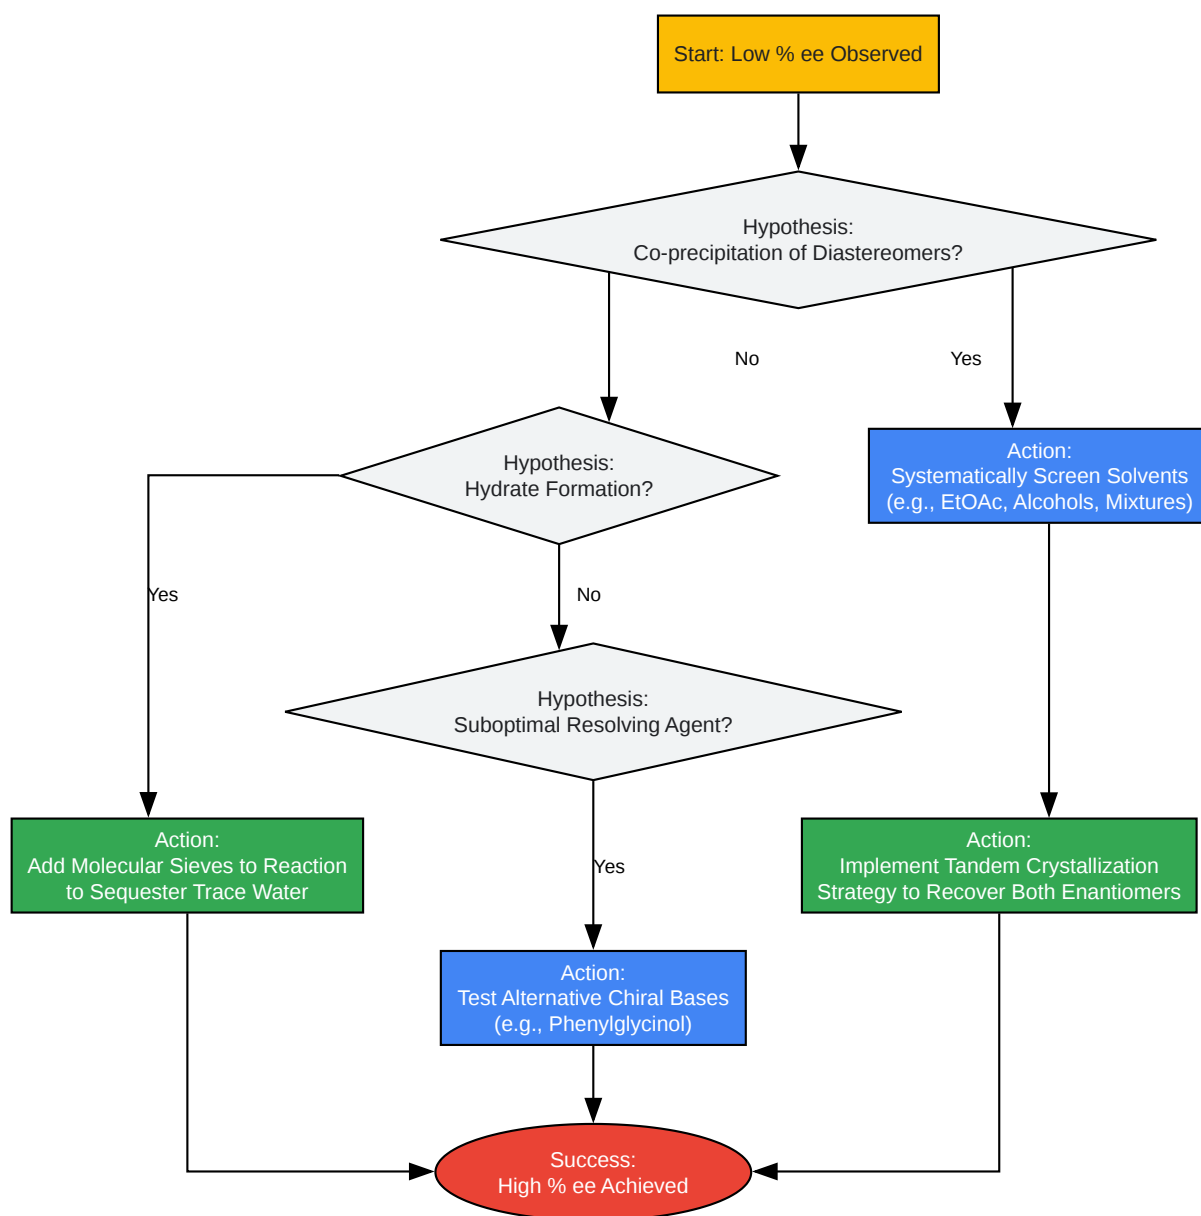 Start: Low % ee Observed
Hypothesis:
Co-precipitation of Diastereomers?
No
Yes
Hypothesis:
Hydrate Formation?
Action:
Systematically Screen Solvents
(e.g., EtOAc, Alcohols, Mixtures)
Yes
No
Hypothesis:
Suboptimal Resolving Agent?
Action:
Add Molecular Sieves to Reaction
to Sequester Trace Water
Yes
Action:
Implement Tandem Crystallization
Strategy to Recover Both Enantiomers
Action:
Test Alternative Chiral Bases
(e.g., Phenylglycinol)
Success:
High % ee Achieved